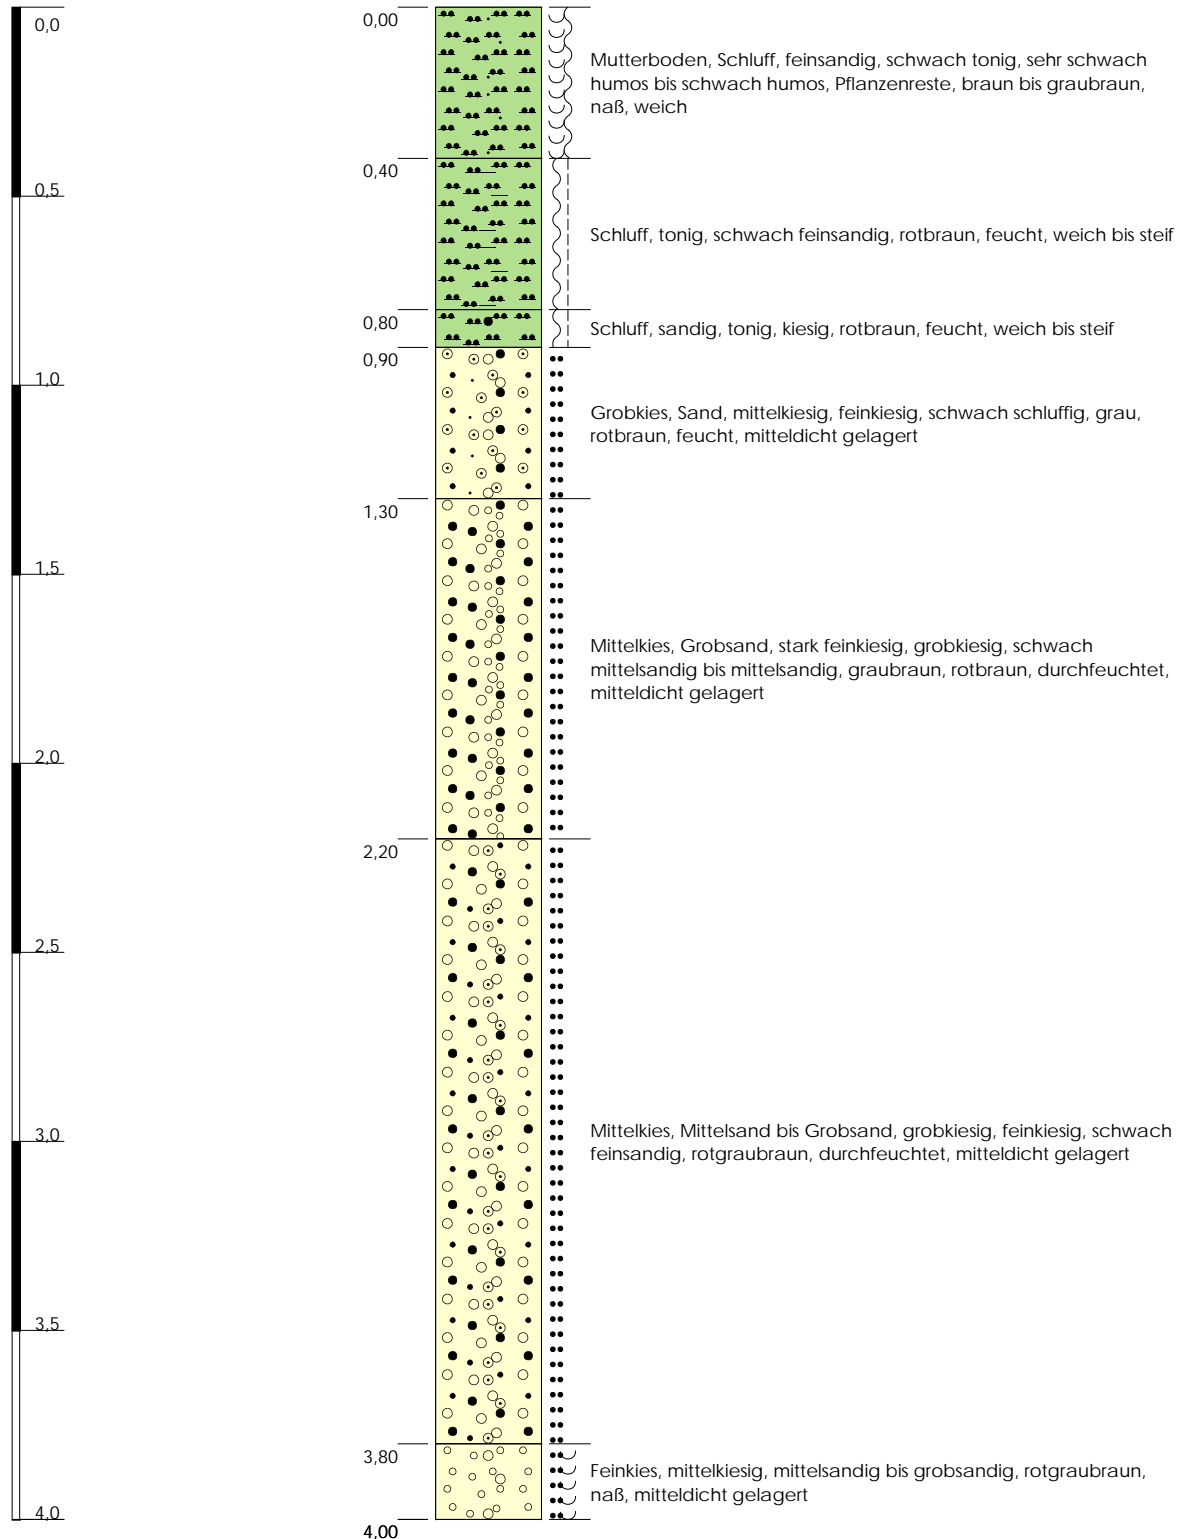 0,0
0,00
Mutterboden, Schluff, feinsandig, schwach tonig, sehr schwach
humos bis schwach humos, Pflanzenreste, braun bis graubraun,
naß, weich
0,40
0,5
Schluff, tonig, schwach feinsandig, rotbraun, feucht, weich bis steif
0,80
Schluff, sandig, tonig, kiesig, rotbraun, feucht, weich bis steif
0,90
1,0
Grobkies, Sand, mittelkiesig, feinkiesig, schwach schluffig, grau,
rotbraun, feucht, mitteldicht gelagert
1,30
1,5
Mittelkies, Grobsand, stark feinkiesig, grobkiesig, schwach
mittelsandig bis mittelsandig, graubraun, rotbraun, durchfeuchtet,
mitteldicht gelagert
2,0
2,20
2,5
Mittelkies, Mittelsand bis Grobsand, grobkiesig, feinkiesig, schwach
feinsandig, rotgraubraun, durchfeuchtet, mitteldicht gelagert
3,0
3,5
3,80
Feinkies, mittelkiesig, mittelsandig bis grobsandig, rotgraubraun,
naß, mitteldicht gelagert
4,0
4,00